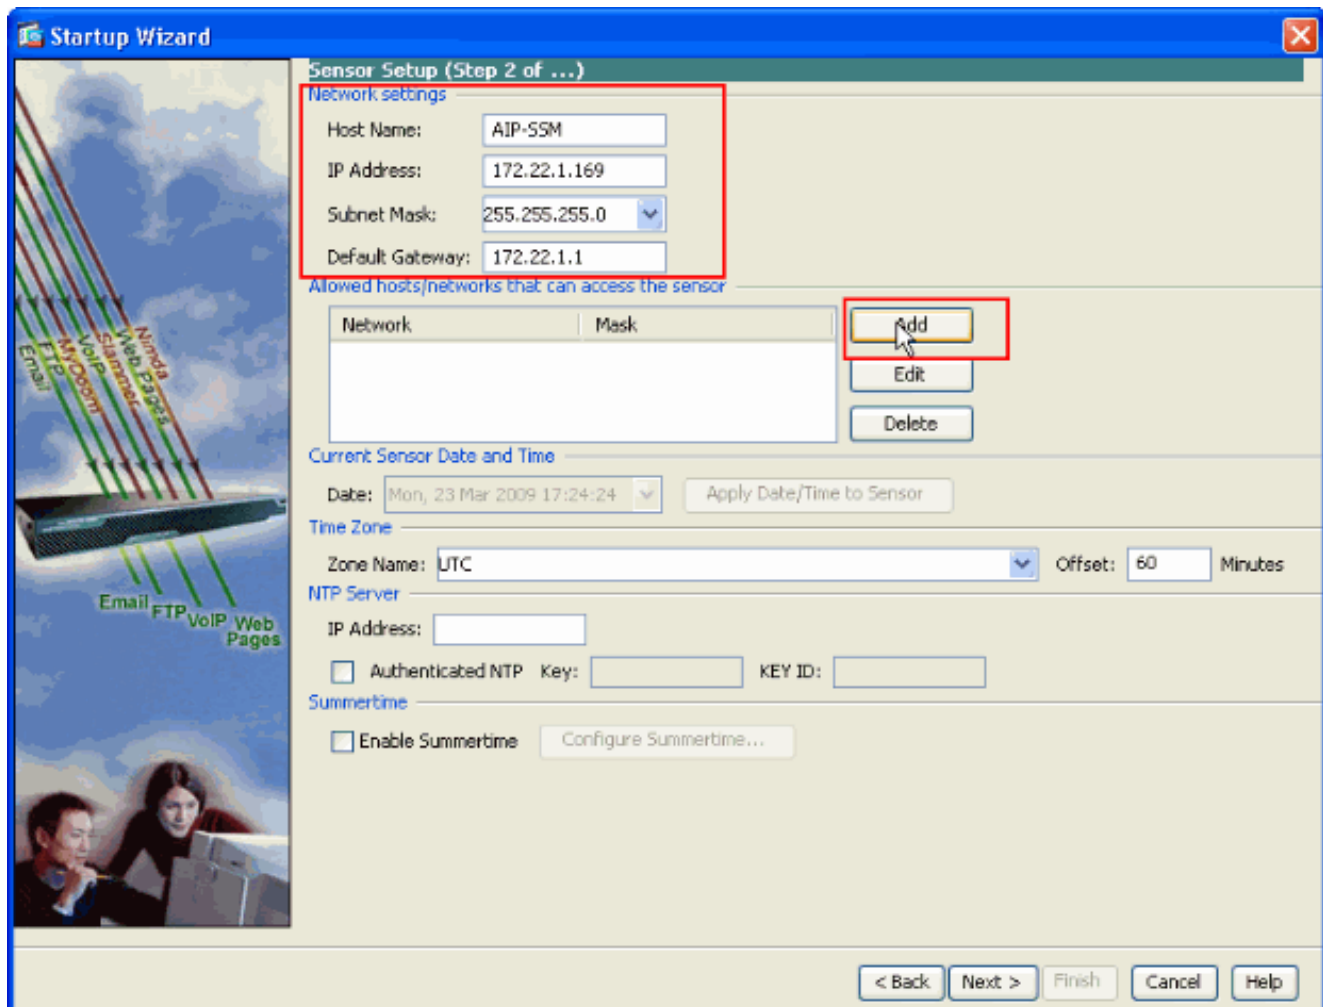 Startup Wizard
Sensor Setup (Step 2 of ...)
Network settings
Host Name: AIP-SSM
IP Address: 172.22.1.169
Subnet Mask: 255.255.255.0
Default Gateway: 172.22.1.1
Allowed hosts/networks that can access the sensor
Network Mask
Add
Edit
Delete
Current Sensor Date and Time
Date: Mon, 23 Mar 2009 17:24:24 Apply Date/Time to Sensor
Time Zone
Zone Name: UTC Offset: 60 Minutes
NTP Server
IP Address:
Authenticated NTP Key: KEY ID:
Summertime
Enable Summertime Configure Summertime...
Email
FTP
MyDoom
VoIP
Slammer
Web Pages
Nimda
Email FTP VoIP Web Pages
< Back Next > Finish Cancel Help